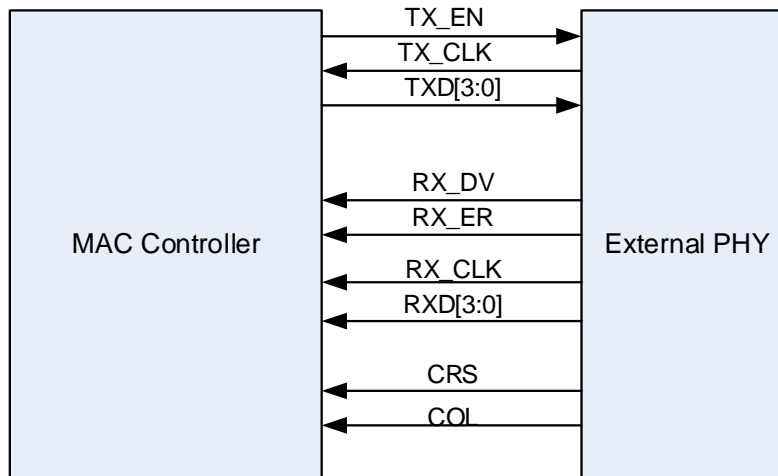 TX_EN
TX_CLK
TXD[3:0]
RX_DV
RX_ER
MAC Controller
External PHY
RX_CLK
RXD[3:0]
CRS
COL